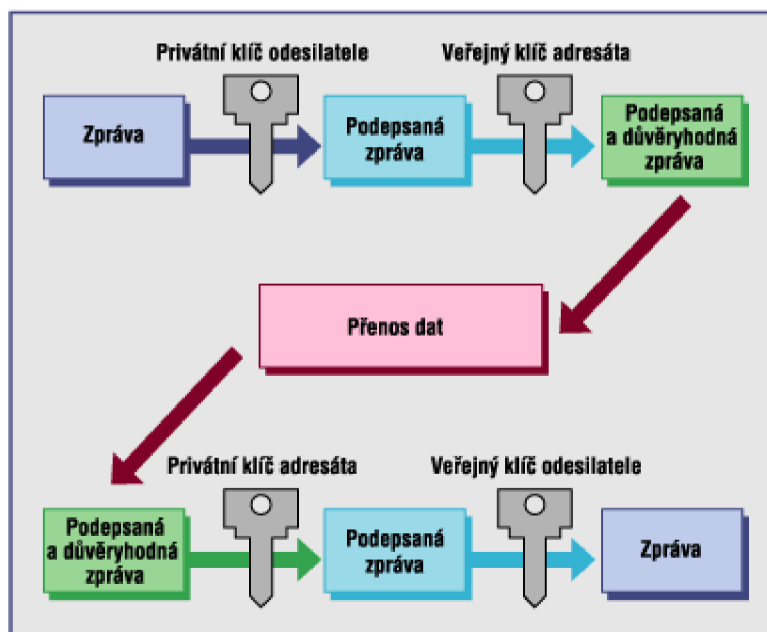 Privátní klíč odesilatele
Veřejný klíč adresáta
Zpráva
Podepsaná
zpráva
Podepsaná
a důvěryhodná
zpráva
Přenos dat
Privátní klíč adresáta
Veřejný klíč odesilatele
Podepsaná
a důvěryhodná
zpráva
Podepsaná
zpráva
Zpráva